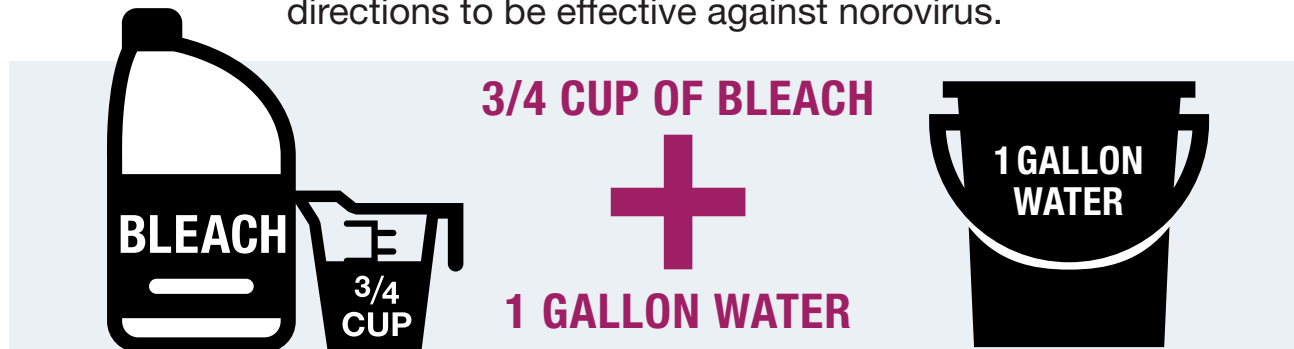 directions to be effective against norovirus.
BLEACH
3/4
CUP
3/4 CUP OF BLEACH
1 GALLON WATER
1 GALLON
WATER